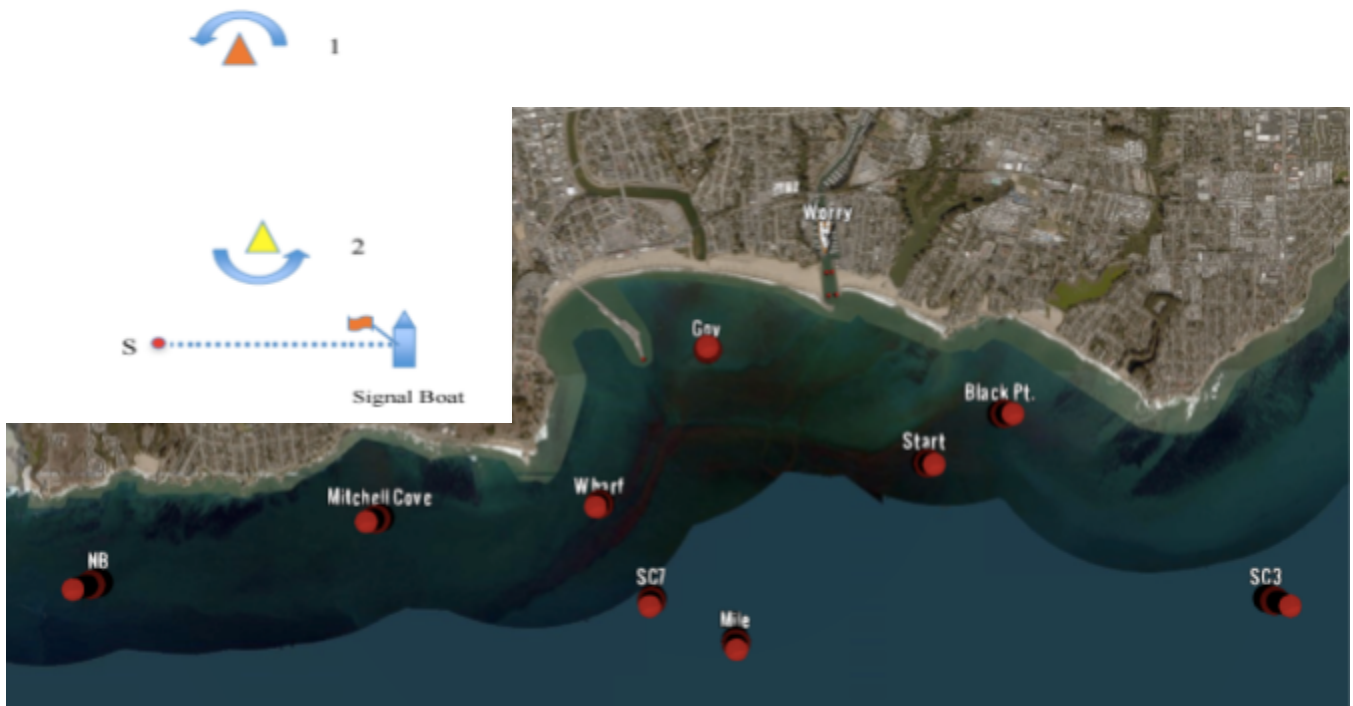 1
2
S
Signal Boat
Worry
Gov
Black Pt.
Start
Wharf
Mitchell Cove
NB
SC7
SC3
Mile